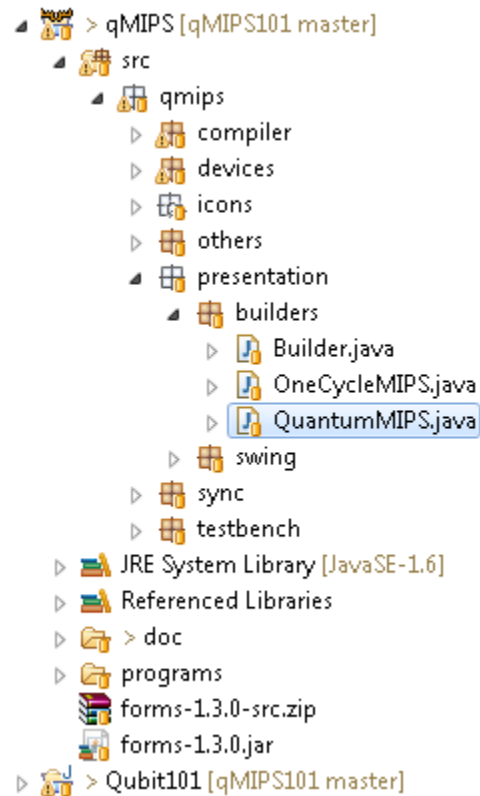 > qMIPS [qMIPS101 master]
src
qmips
compiler
devices
icons
others
presentation
builders
Builder.java
OneCycleMIPS.java
QuantumMIPS.java
swing
sync
testbench
JRE System Library [JavaSE-1.6]
Referenced Libraries
> doc
programs
forms-1.3.0-src.zip
forms-1.3.0.jar
> Qubit101 [qMIPS101 master]